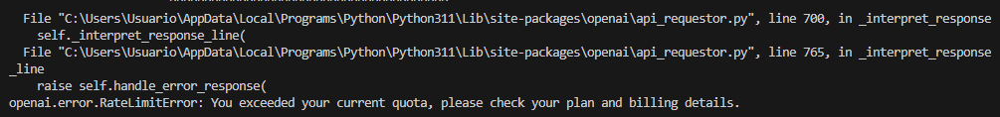 File "C:\Users\Usuario\AppData\Local\Programs\Python\Python311\Lib\site-packages\openai\api_requestor.py", line 700, in _interpret_response
self._interpret_response_line(
File "C:\Users\Usuario\AppData\Local\Programs\Python\Python311\Lib\site-packages\openai\api_requestor.py", line 765, in _interpret_response
_line
raise self.handle_error_response(
openai.error.RateLimitError: You exceeded your current quota, please check your plan and billing details.